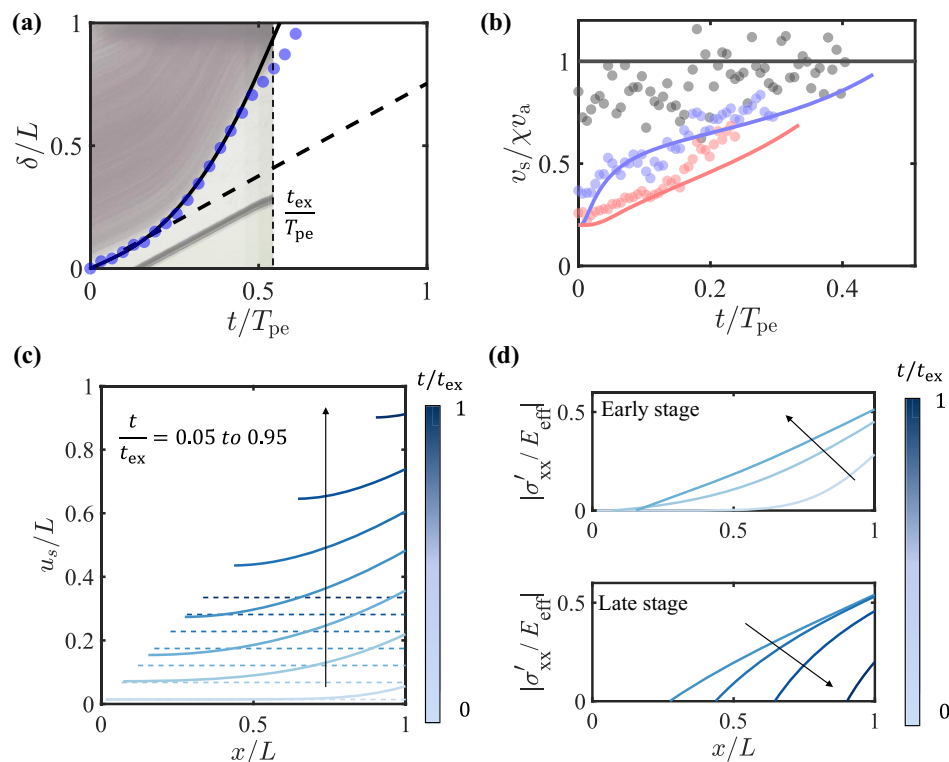 (a)
1
0.5
0
δ/L
0
0.5
1
t/T_pe
t_ex
T_pe
(b)
1
0.5
0
v_s/χv_a
0
0.2
0.4
t/T_pe
(c)
1
0.8
0.6
0.4
0.2
0
u_s/L
t
t_ex
= 0.05 to 0.95
0
0.5
1
x/L
t/t_ex
1
0
(d)
0.5
0
|σ'_xx/E_eff|
Early stage
0
0.5
1
0.5
0
|σ'_xx/E_eff|
Late stage
0
0.5
1
x/L
t/t_ex
1
0